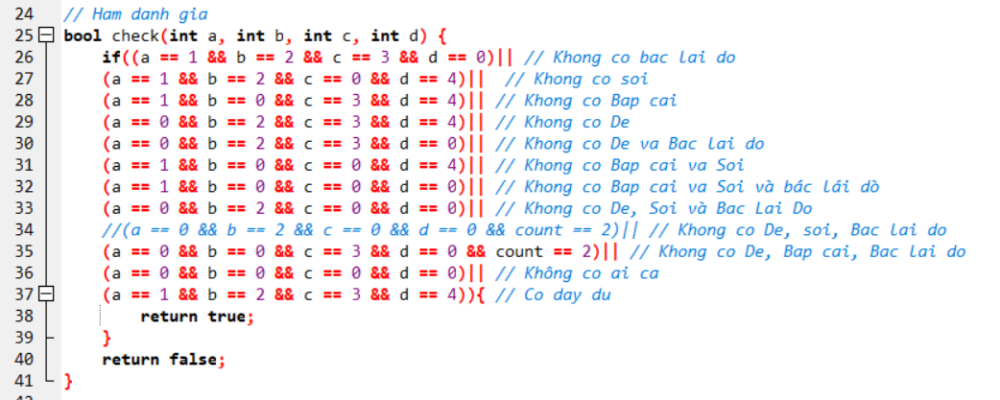 24 // Ham danh gia
25 bool check(int a, int b, int c, int d) {
26 if((a == 1 && b == 2 && c == 3 && d == 0)|| // Khong co bac lai do
27 (a == 1 && b == 2 && c == 0 && d == 4)|| // Khong co soi
28 (a == 1 && b == 0 && c == 3 && d == 4)|| // Khong co Bap cai
29 (a == 0 && b == 2 && c == 3 && d == 4)|| // Khong co De
30 (a == 0 && b == 2 && c == 3 && d == 0)|| // Khong co De va Bac lai do
31 (a == 1 && b == 0 && c == 0 && d == 4)|| // Khong co Bap cai va Soi
32 (a == 1 && b == 0 && c == 0 && d == 0)|| // Khong co Bap cai va Soi và bác lái dò
33 (a == 0 && b == 2 && c == 0 && d == 0)|| // Khong co De, Soi và Bac Lai Do
34 //(a == 0 && b == 2 && c == 0 && d == 0 && count == 2)|| // Khong co De, soi, Bac lai do
35 (a == 0 && b == 0 && c == 3 && d == 0 && count == 2)|| // Khong co De, Bap cai, Bac lai do
36 (a == 0 && b == 0 && c == 0 && d == 0)|| // Không co ai ca
37 (a == 1 && b == 2 && c == 3 && d == 4)){ // Co day du
38 return true;
39 }
40 return false;
41 }